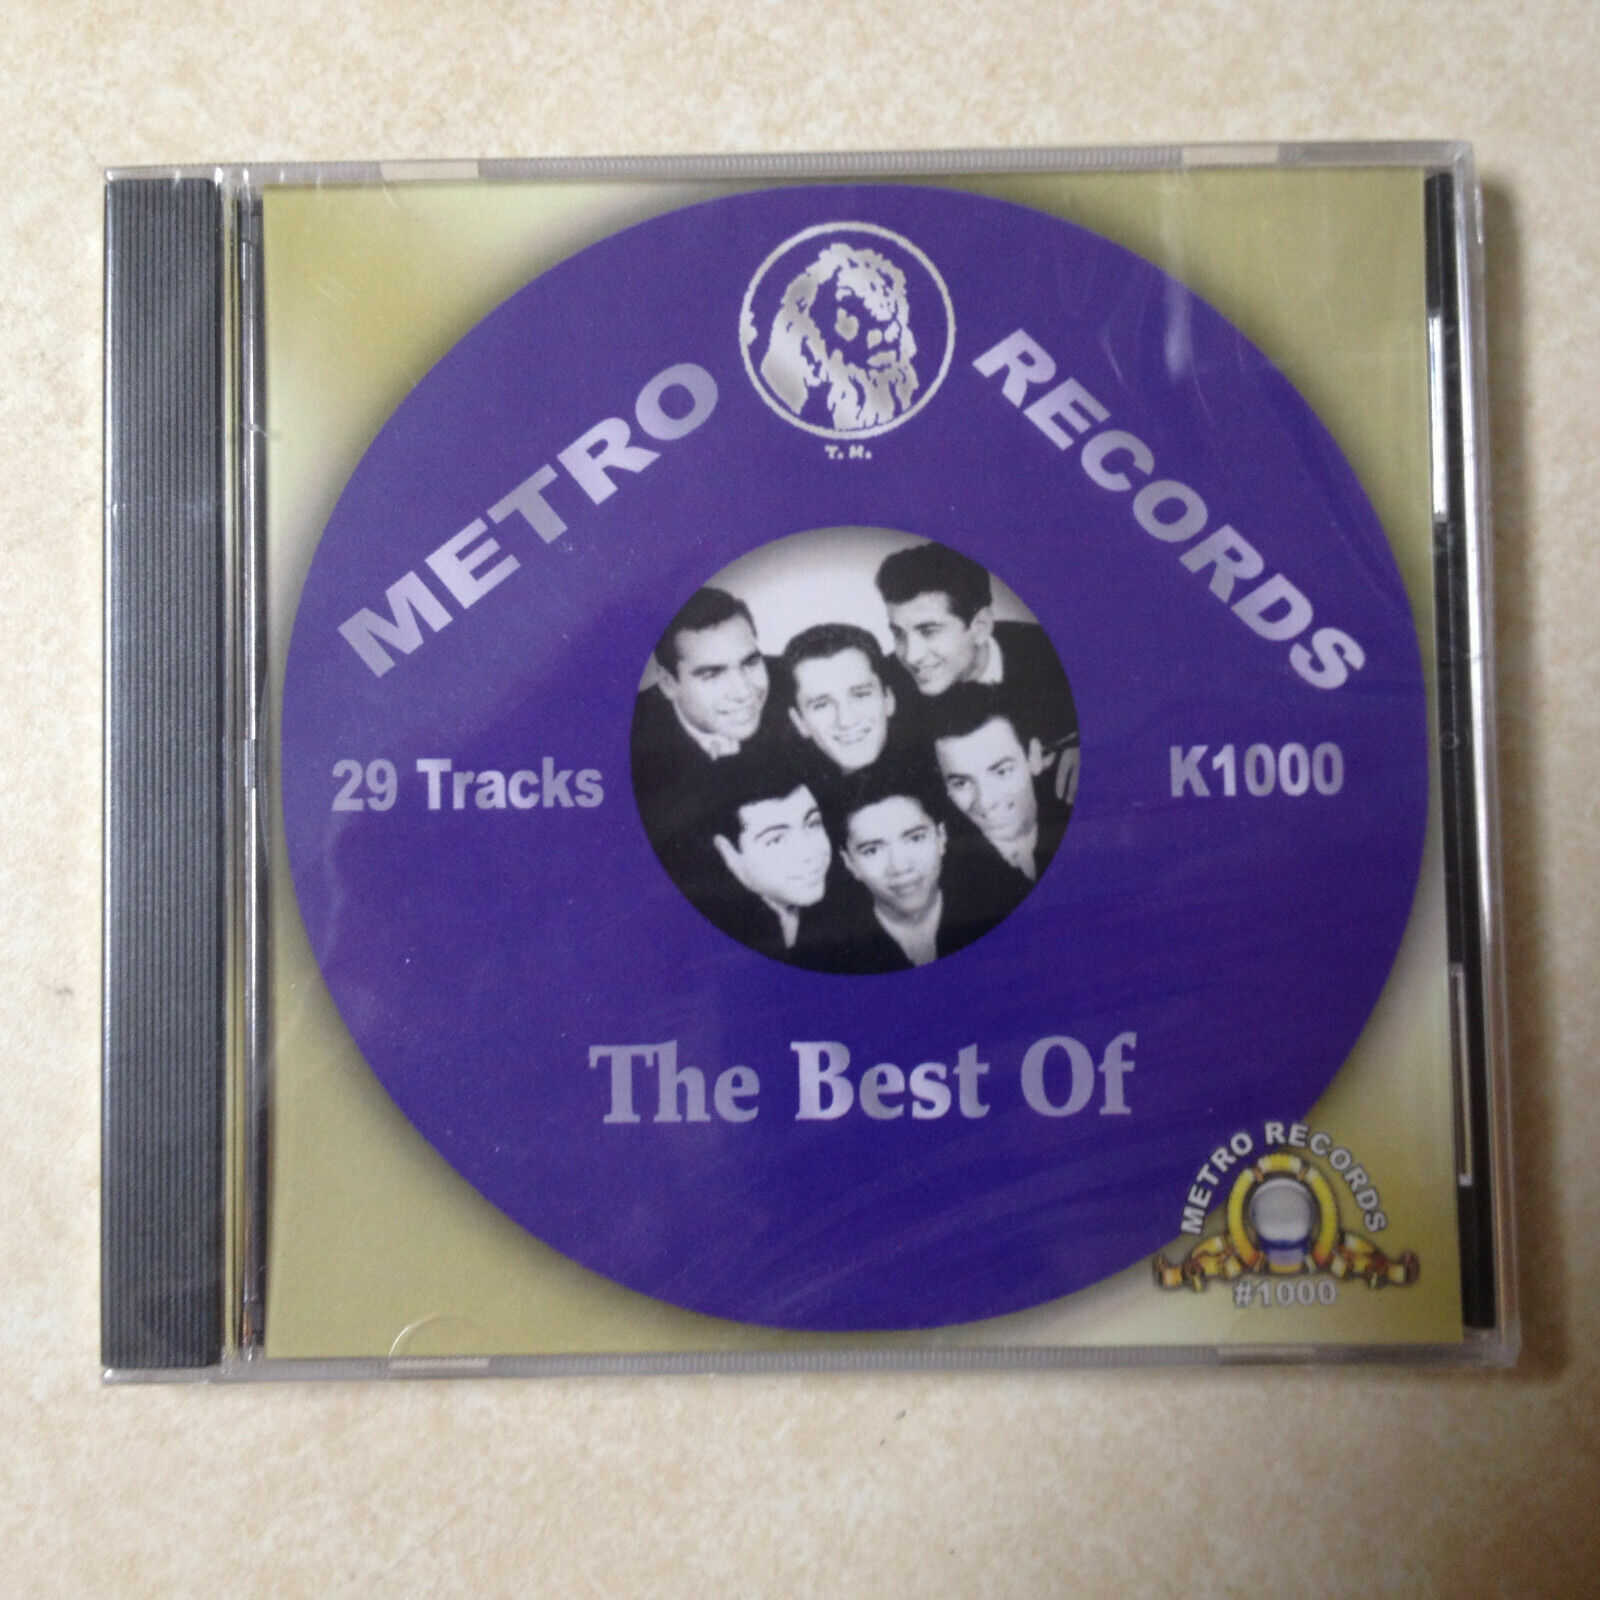 METRO RECORDS
T. M.
29 Tracks
K1000
The Best Of
METRO RECORDS
#1000